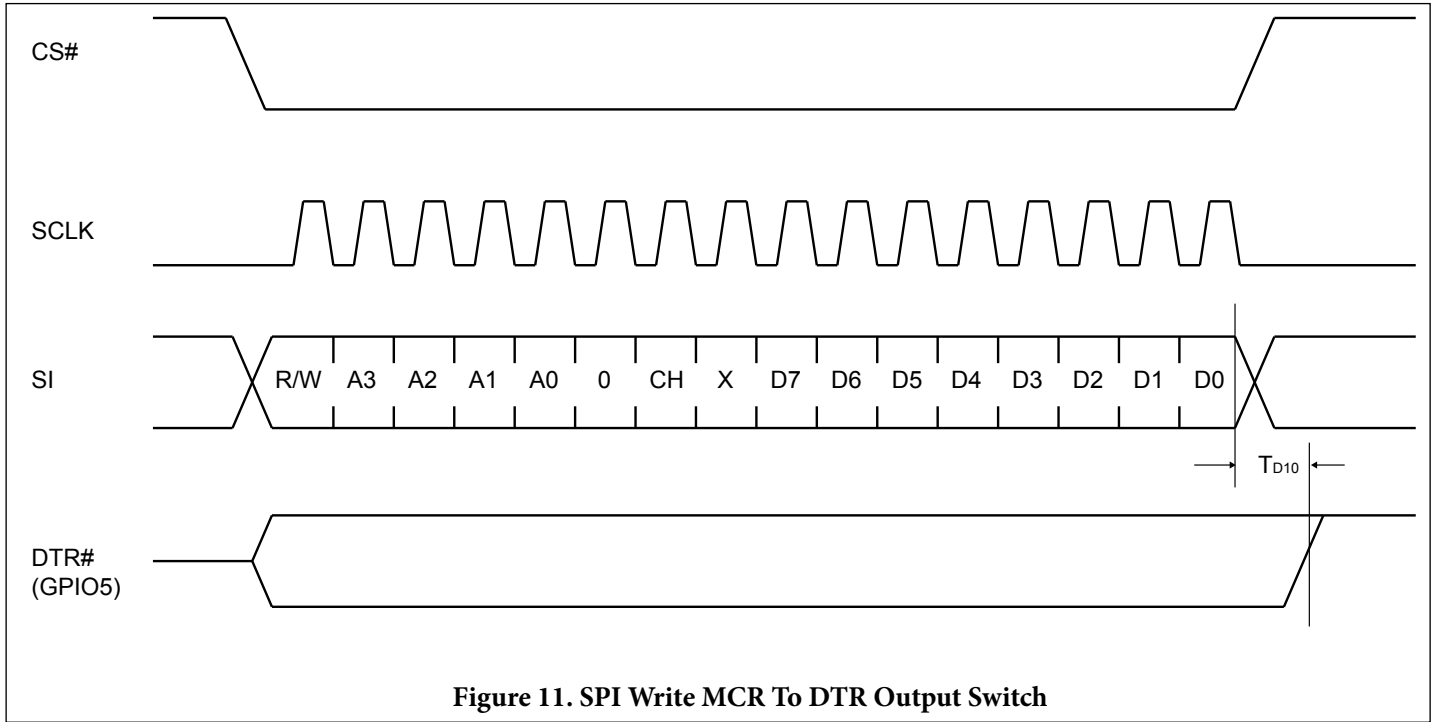 CS#
SCLK
SI R/W A3 A2 A1 A0 0 CH X D7 D6 D5 D4 D3 D2 D1 D0
TD10
DTR#
(GPIO5)
Figure 11. SPI Write MCR To DTR Output Switch